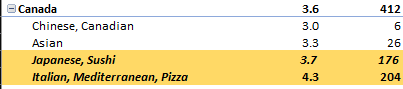 Canada 3.6 412
Chinese, Canadian 3.0 6
Asian 3.3 26
Japanese, Sushi 3.7 176
Italian, Mediterranean, Pizza 4.3 204